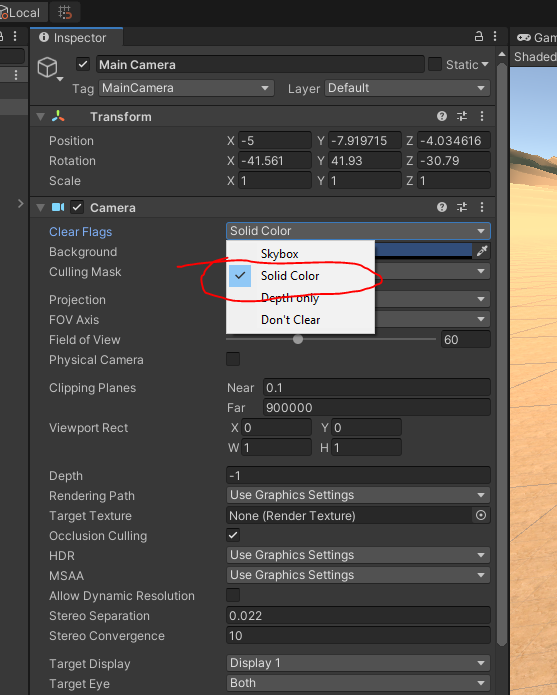 Local
Inspector
Gam
Shaded
Main Camera
Static
Tag MainCamera Layer Default
Transform
Position X -5 Y -7.919715 Z -4.034616
Rotation X -41.561 Y 41.93 Z -30.79
Scale X 1 Y 1 Z 1
Camera
Clear Flags Solid Color
Background
Skybox
Culling Mask
Solid Color
Projection
Depth only
FOV Axis
Don't Clear
Field of View 60
Physical Camera
Clipping Planes Near 0.1
Far 900000
Viewport Rect X 0 Y 0
W 1 H 1
Depth -1
Rendering Path Use Graphics Settings
Target Texture None (Render Texture)
Occlusion Culling
HDR Use Graphics Settings
MSAA Use Graphics Settings
Allow Dynamic Resolution
Stereo Separation 0.022
Stereo Convergence 10
Target Display Display 1
Target Eye Both